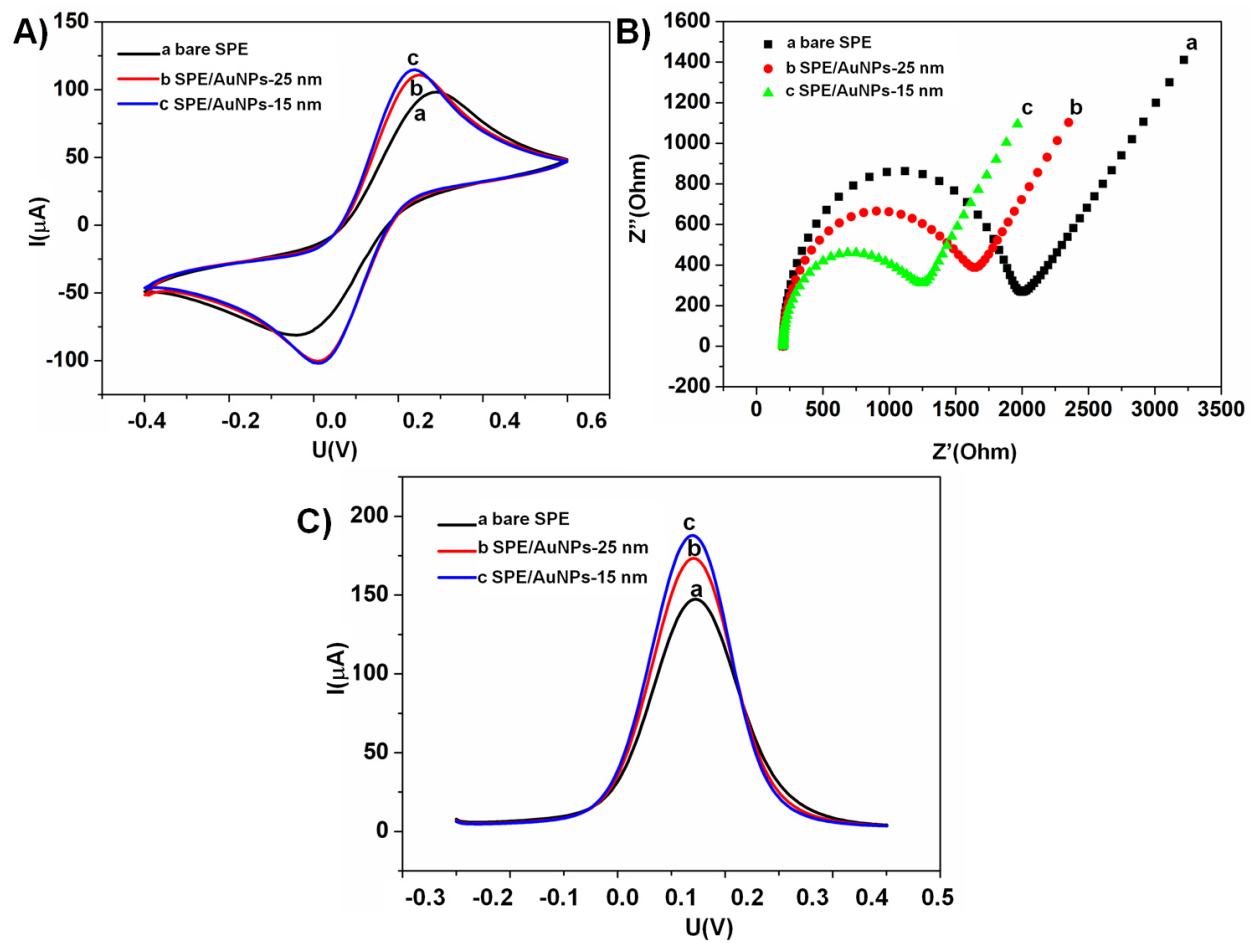 A)
150
100
50
0
-50
-100
I(μA)
a bare SPE
b SPE/AuNPs-25 nm
c SPE/AuNPs-15 nm
c
b
a
-0.4
-0.2
0.0
0.2
0.4
0.6
U(V)
B)
1600
1400
1200
1000
800
600
400
200
0
-200
Z''(Ohm)
a bare SPE
b SPE/AuNPs-25 nm
c SPE/AuNPs-15 nm
a
c
b
0
500
1000
1500
2000
2500
3000
3500
Z'(Ohm)
C)
200
150
100
50
0
I(μA)
a bare SPE
b SPE/AuNPs-25 nm
c SPE/AuNPs-15 nm
c
b
a
-0.3
-0.2
-0.1
0.0
0.1
0.2
0.3
0.4
0.5
U(V)